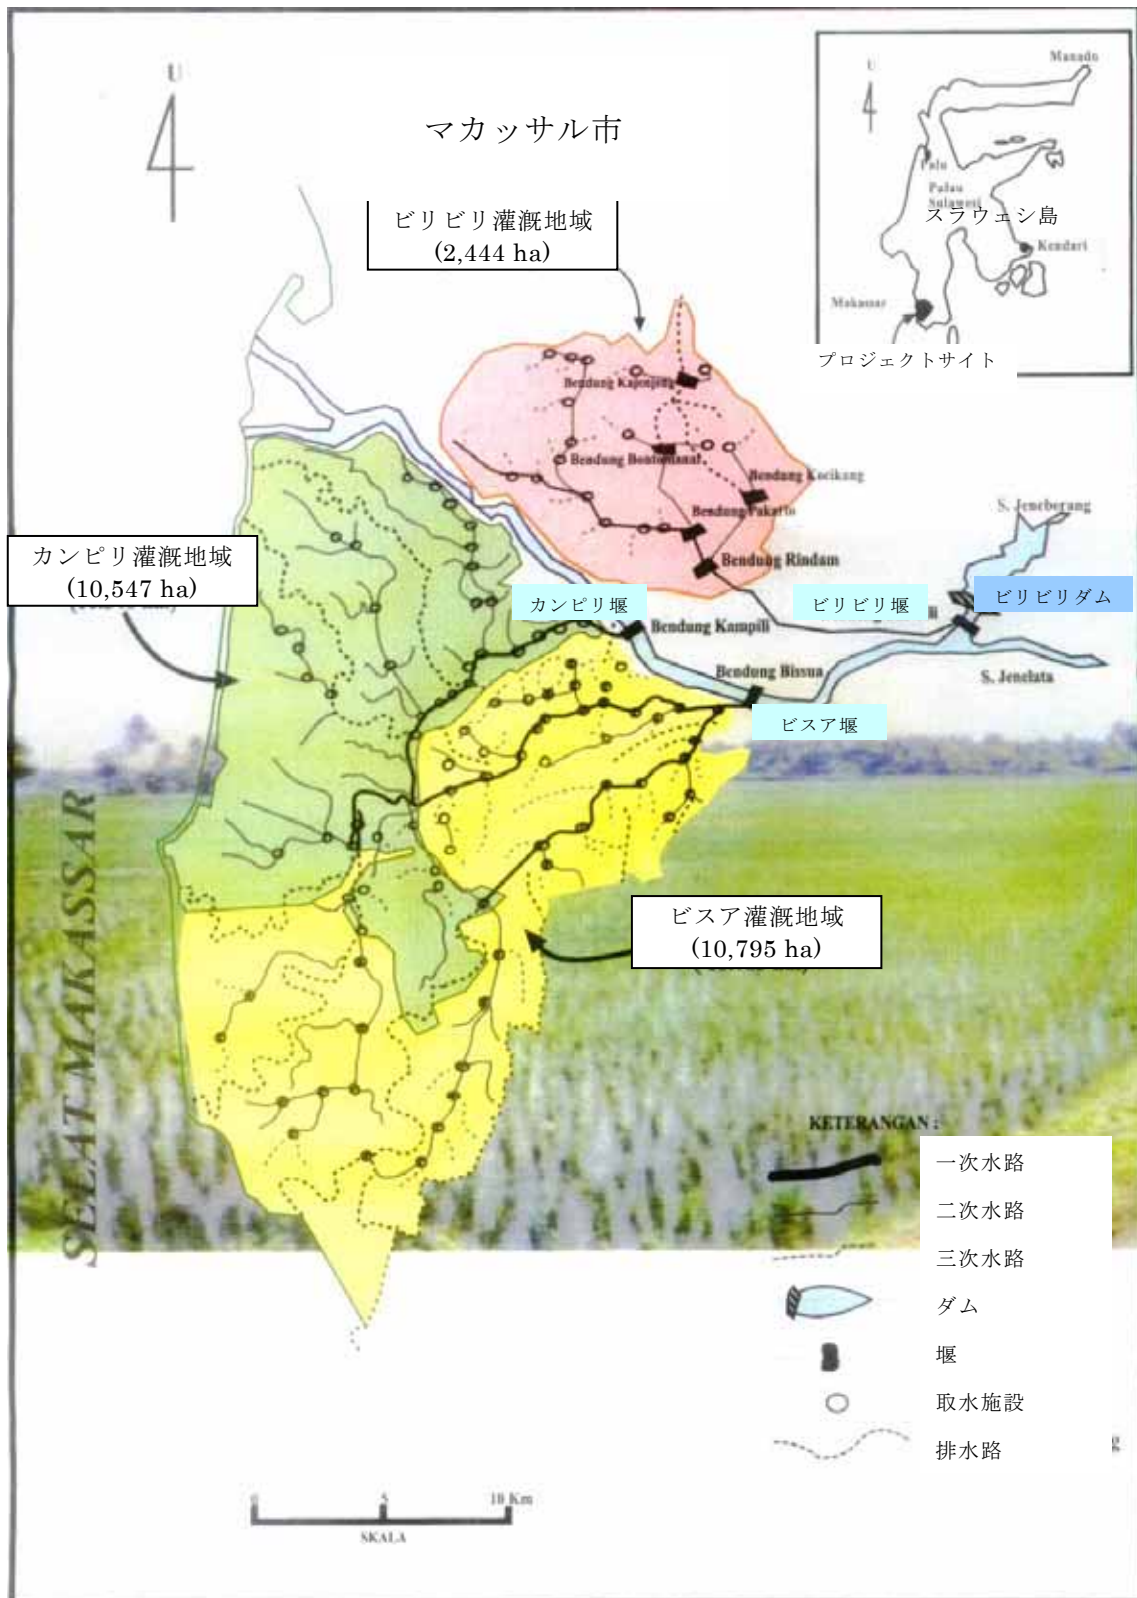 U
マカッサル市
ビリビリ灌漑地域
(2,444 ha)
U
Manado
Palu
Palau
Sulawesi
スラウェシ島
Kendari
Makassar
プロジェクトサイト
Bendung Kajenjeng
Bendung Bontomanai
Bendung Kocikang
Bendung Pakatto
Bendung Rindam
S. Jeneberang
カンピリ灌漑地域
(10,547 ha)
カンピリ堰
ビリビリ堰
ビリビリダム
Bendung Kampili
Bendung Bissua
S. Jenelata
ビスア堰
ビスア灌漑地域
(10,795 ha)
SELAT MAKASSAR
KETERANGAN :
一次水路
二次水路
三次水路
ダム
堰
取水施設
排水路
0 5 10 Km
SKALA